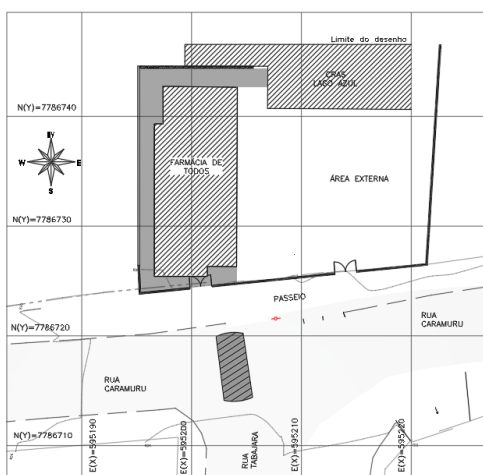 Limite do desenho
CRAS
LAGO AZUL
N(Y)=7786740
N
W
E
S
FARMÁCIA DE
TODOS
ÁREA EXTERNA
N(Y)=7786730
PASSEIO
N(Y)=7786720
RUA
CARAMURU
RUA
CARAMURU
N(Y)=7786710
E(X)=595190
E(X)=595200
RUA
TABAJARA
E(X)=595210
E(X)=595220